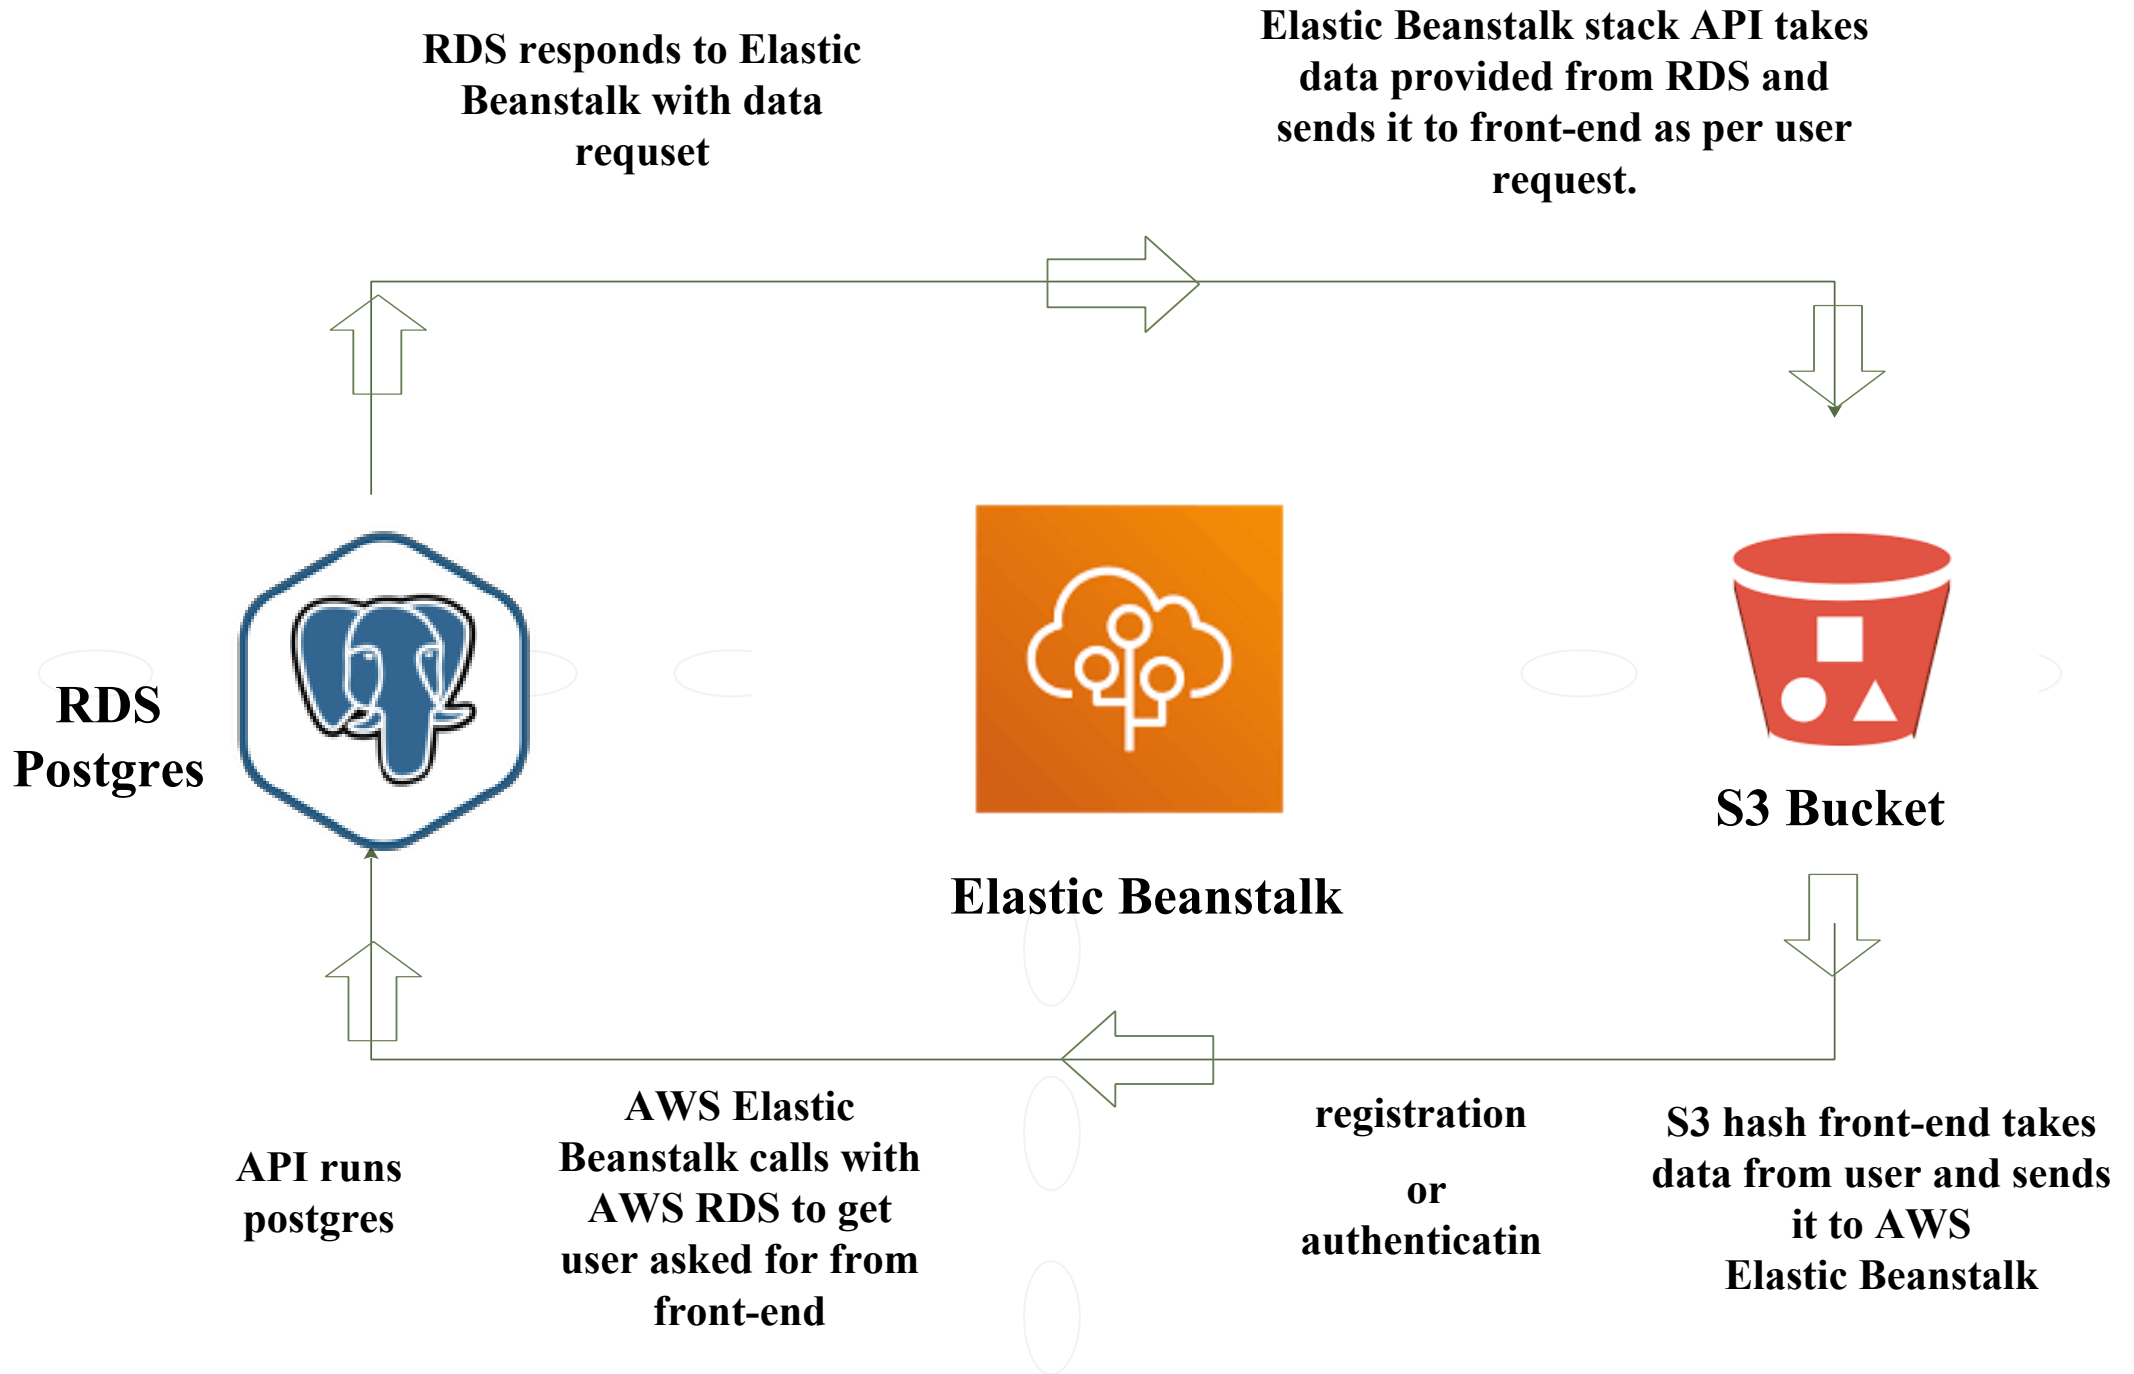 RDS responds to Elastic
Beanstalk with data
requset
Elastic Beanstalk stack API takes
data provided from RDS and
sends it to front-end as per user
request.
RDS
Postgres
Elastic Beanstalk
S3 Bucket
API runs
postgres
AWS Elastic
Beanstalk calls with
AWS RDS to get
user asked for from
front-end
registration
or
authenticatin
S3 hash front-end takes
data from user and sends
it to AWS
Elastic Beanstalk